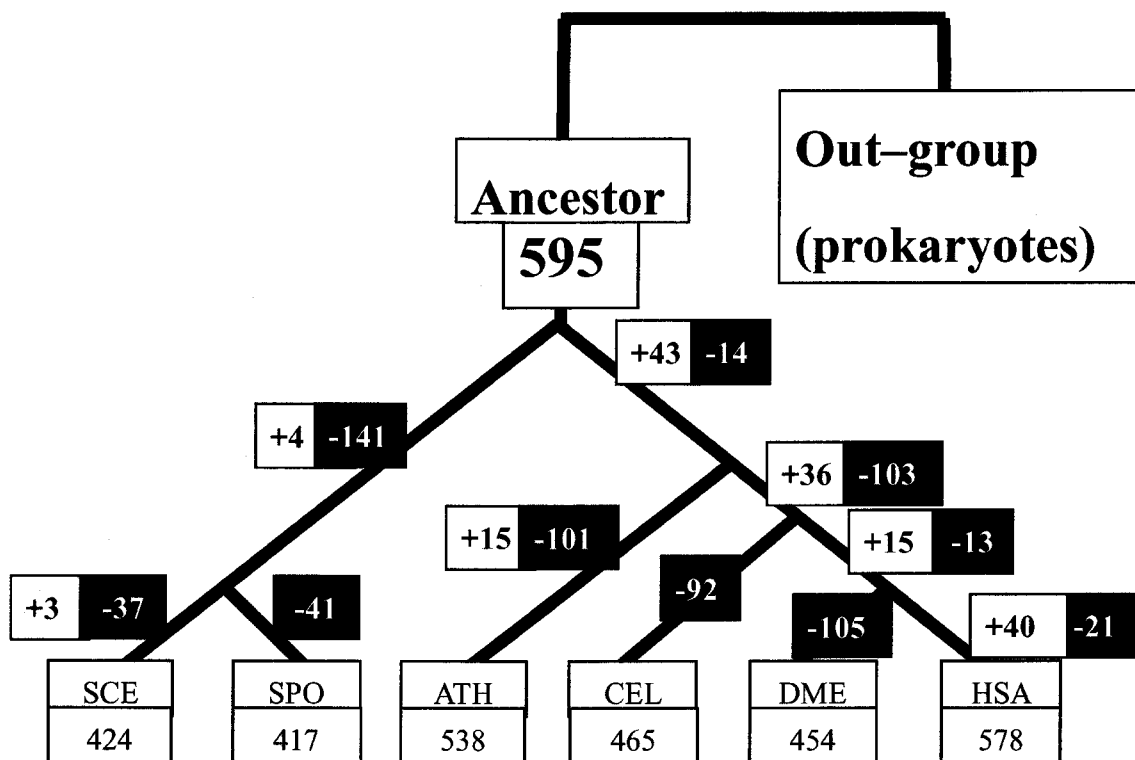 Out–group
(prokaryotes)
Ancestor
595
+43 -14
+4 -141
+36 -103
+15 -101
+15 -13
-92
+3 -37
-41
-105
+40 -21
SCE SPO ATH CEL DME HSA
424 417 538 465 454 578